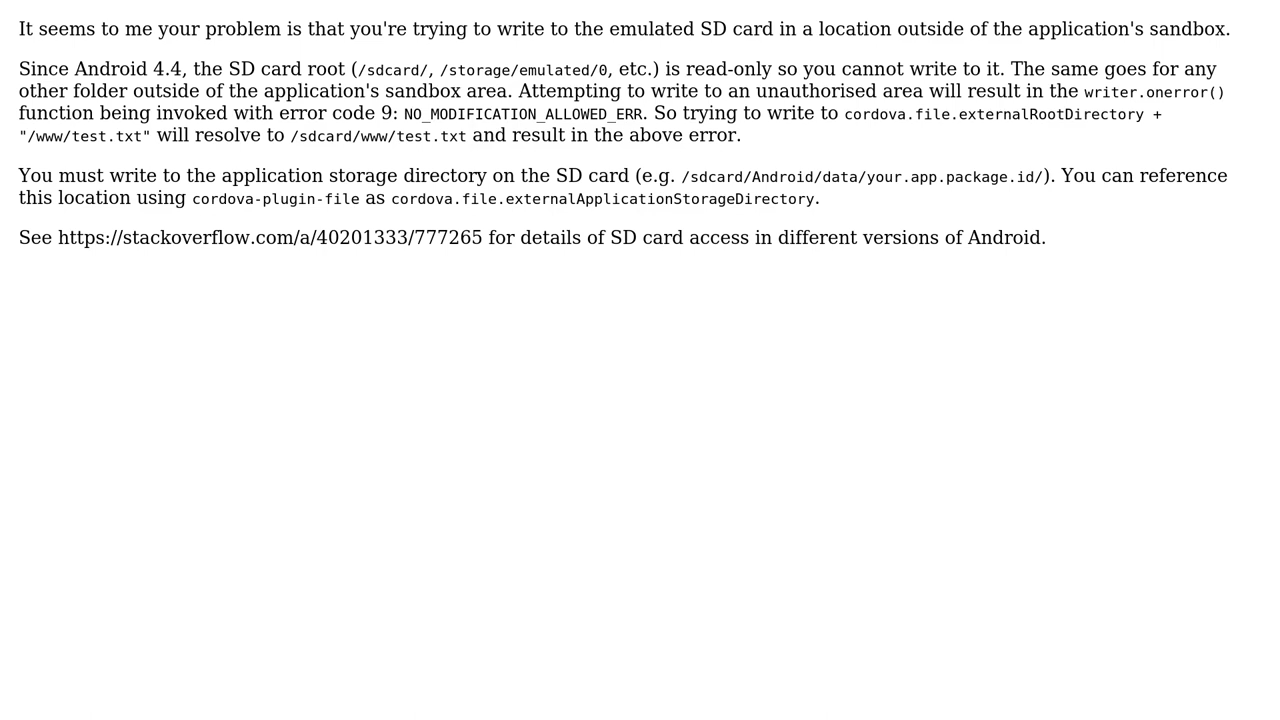 It seems to me your problem is that you're trying to write to the emulated SD card in a location outside of the application's sandbox.
Since Android 4.4, the SD card root (/sdcard/, /storage/emulated/0, etc.) is read-only so you cannot write to it. The same goes for any
other folder outside of the application's sandbox area. Attempting to write to an unauthorised area will result in the writer.onerror()
function being invoked with error code 9: NO_MODIFICATION_ALLOWED_ERR. So trying to write to cordova.file.externalRootDirectory +
"/www/test.txt" will resolve to /sdcard/www/test.txt and result in the above error.
You must write to the application storage directory on the SD card (e.g. /sdcard/Android/data/your.app.package.id/). You can reference
this location using cordova-plugin-file as cordova.file.externalApplicationStorageDirectory.
See https://stackoverflow.com/a/40201333/777265 for details of SD card access in different versions of Android.